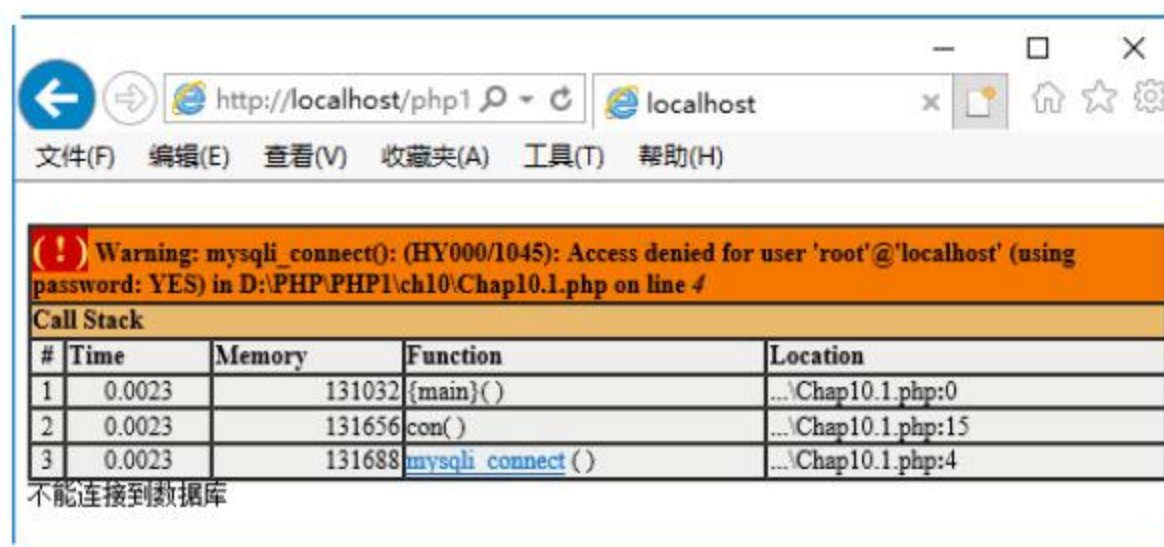 http://localhost/php1
localhost
文件(F) 编辑(E) 查看(V) 收藏夹(A) 工具(T) 帮助(H)
( ! ) Warning: mysqli_connect(): (HY000/1045): Access denied for user 'root'@'localhost' (using
password: YES) in D:\PHP\PHP1\ch10\Chap10.1.php on line 4
Call Stack
# Time Memory Function Location
1 0.0023 131032 {main}( ) ...\Chap10.1.php:0
2 0.0023 131656 con( ) ...\Chap10.1.php:15
3 0.0023 131688 mysqli_connect ( ) ...\Chap10.1.php:4
不能连接到数据库